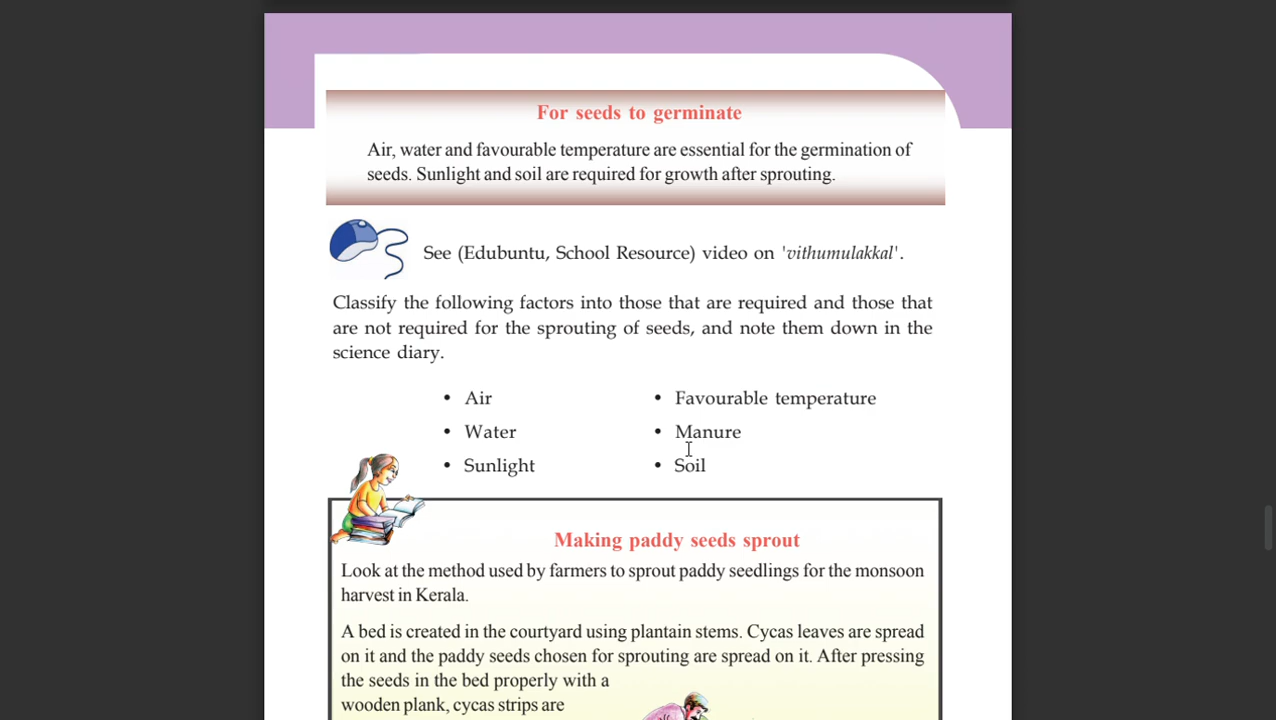 For seeds to germinate
Air, water and favourable temperature are essential for the germination of
seeds. Sunlight and soil are required for growth after sprouting.
See (Edubuntu, School Resource) video on 'vithumulakkal'.
Classify the following factors into those that are required and those that
are not required for the sprouting of seeds, and note them down in the
science diary.
• Air
• Water
• Sunlight
• Favourable temperature
• Manure
• Soil
Making paddy seeds sprout
Look at the method used by farmers to sprout paddy seedlings for the monsoon
harvest in Kerala.
A bed is created in the courtyard using plantain stems. Cycas leaves are spread
on it and the paddy seeds chosen for sprouting are spread on it. After pressing
the seeds in the bed properly with a
wooden plank, cycas strips are